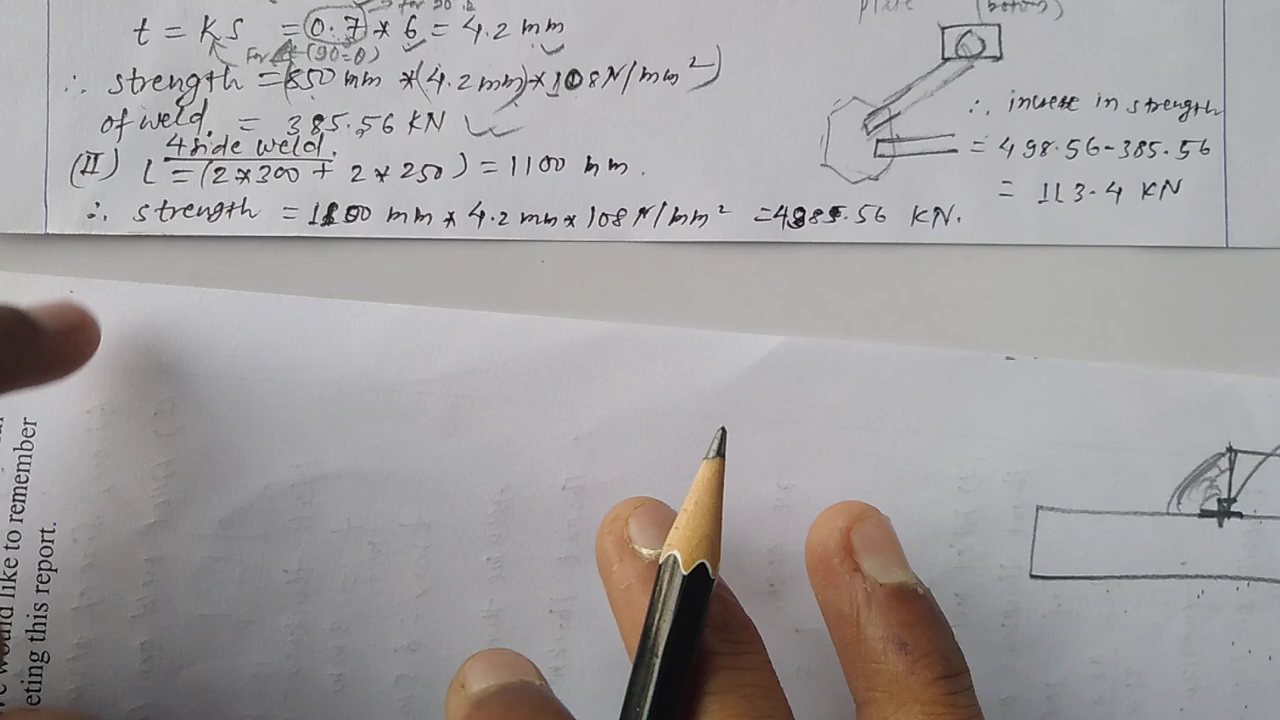 t = KS = 0.7 * 6 = 4.2 mm
For (90=θ)
∴ strength = 850 mm *(4.2 mm)*108 N/mm²)
of weld. = 385.56 KN
4 side weld.
(II) L = (2*300 + 2*250) = 1100 mm.
∴ strength = 1100 mm * 4.2 mm * 108 N/mm² = 498.56 KN.
plate (bottom)
∴ increse in strength
= 498.56-385.56
= 113.4 KN
would like to remember
eting this report.